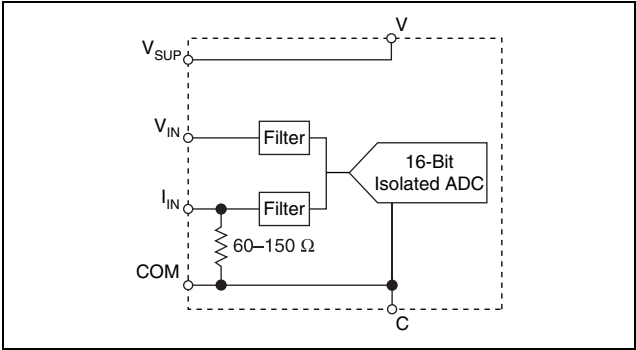 V
VSUP
VIN
Filter
16-Bit
Isolated ADC
IIN
Filter
60–150 Ω
COM
C